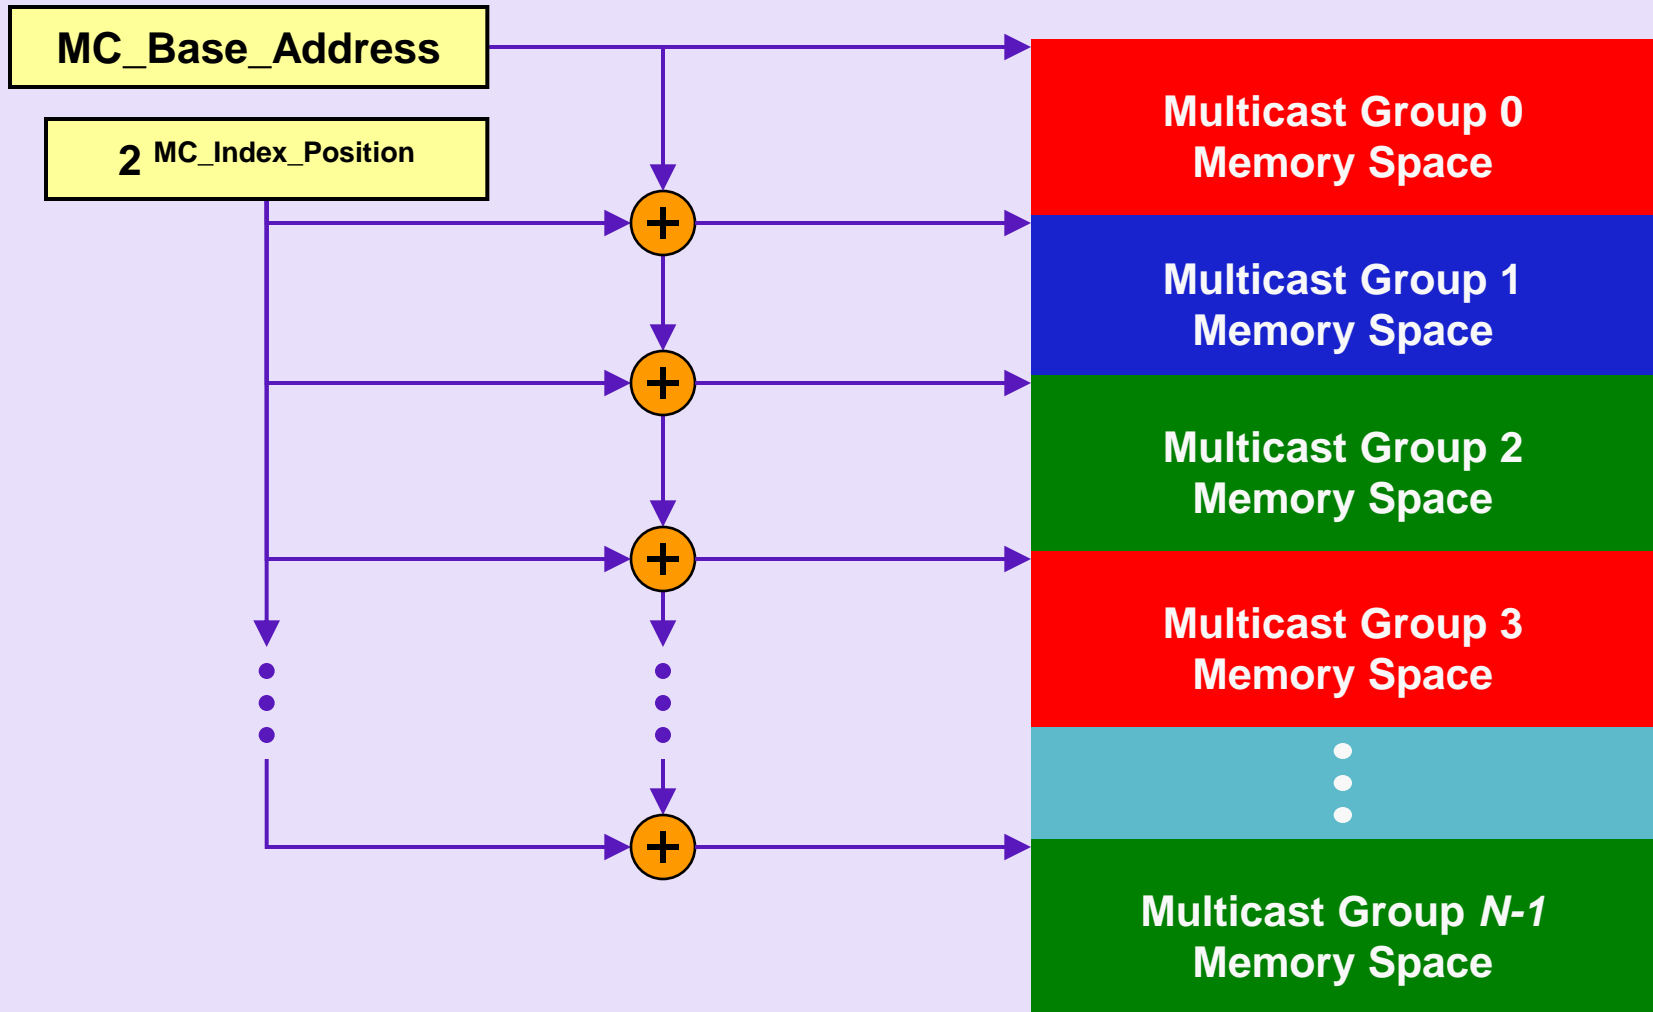 MC_Base_Address
2 MC_Index_Position
+
+
+
+
Multicast Group 0
Memory Space
Multicast Group 1
Memory Space
Multicast Group 2
Memory Space
Multicast Group 3
Memory Space
Multicast Group N-1
Memory Space